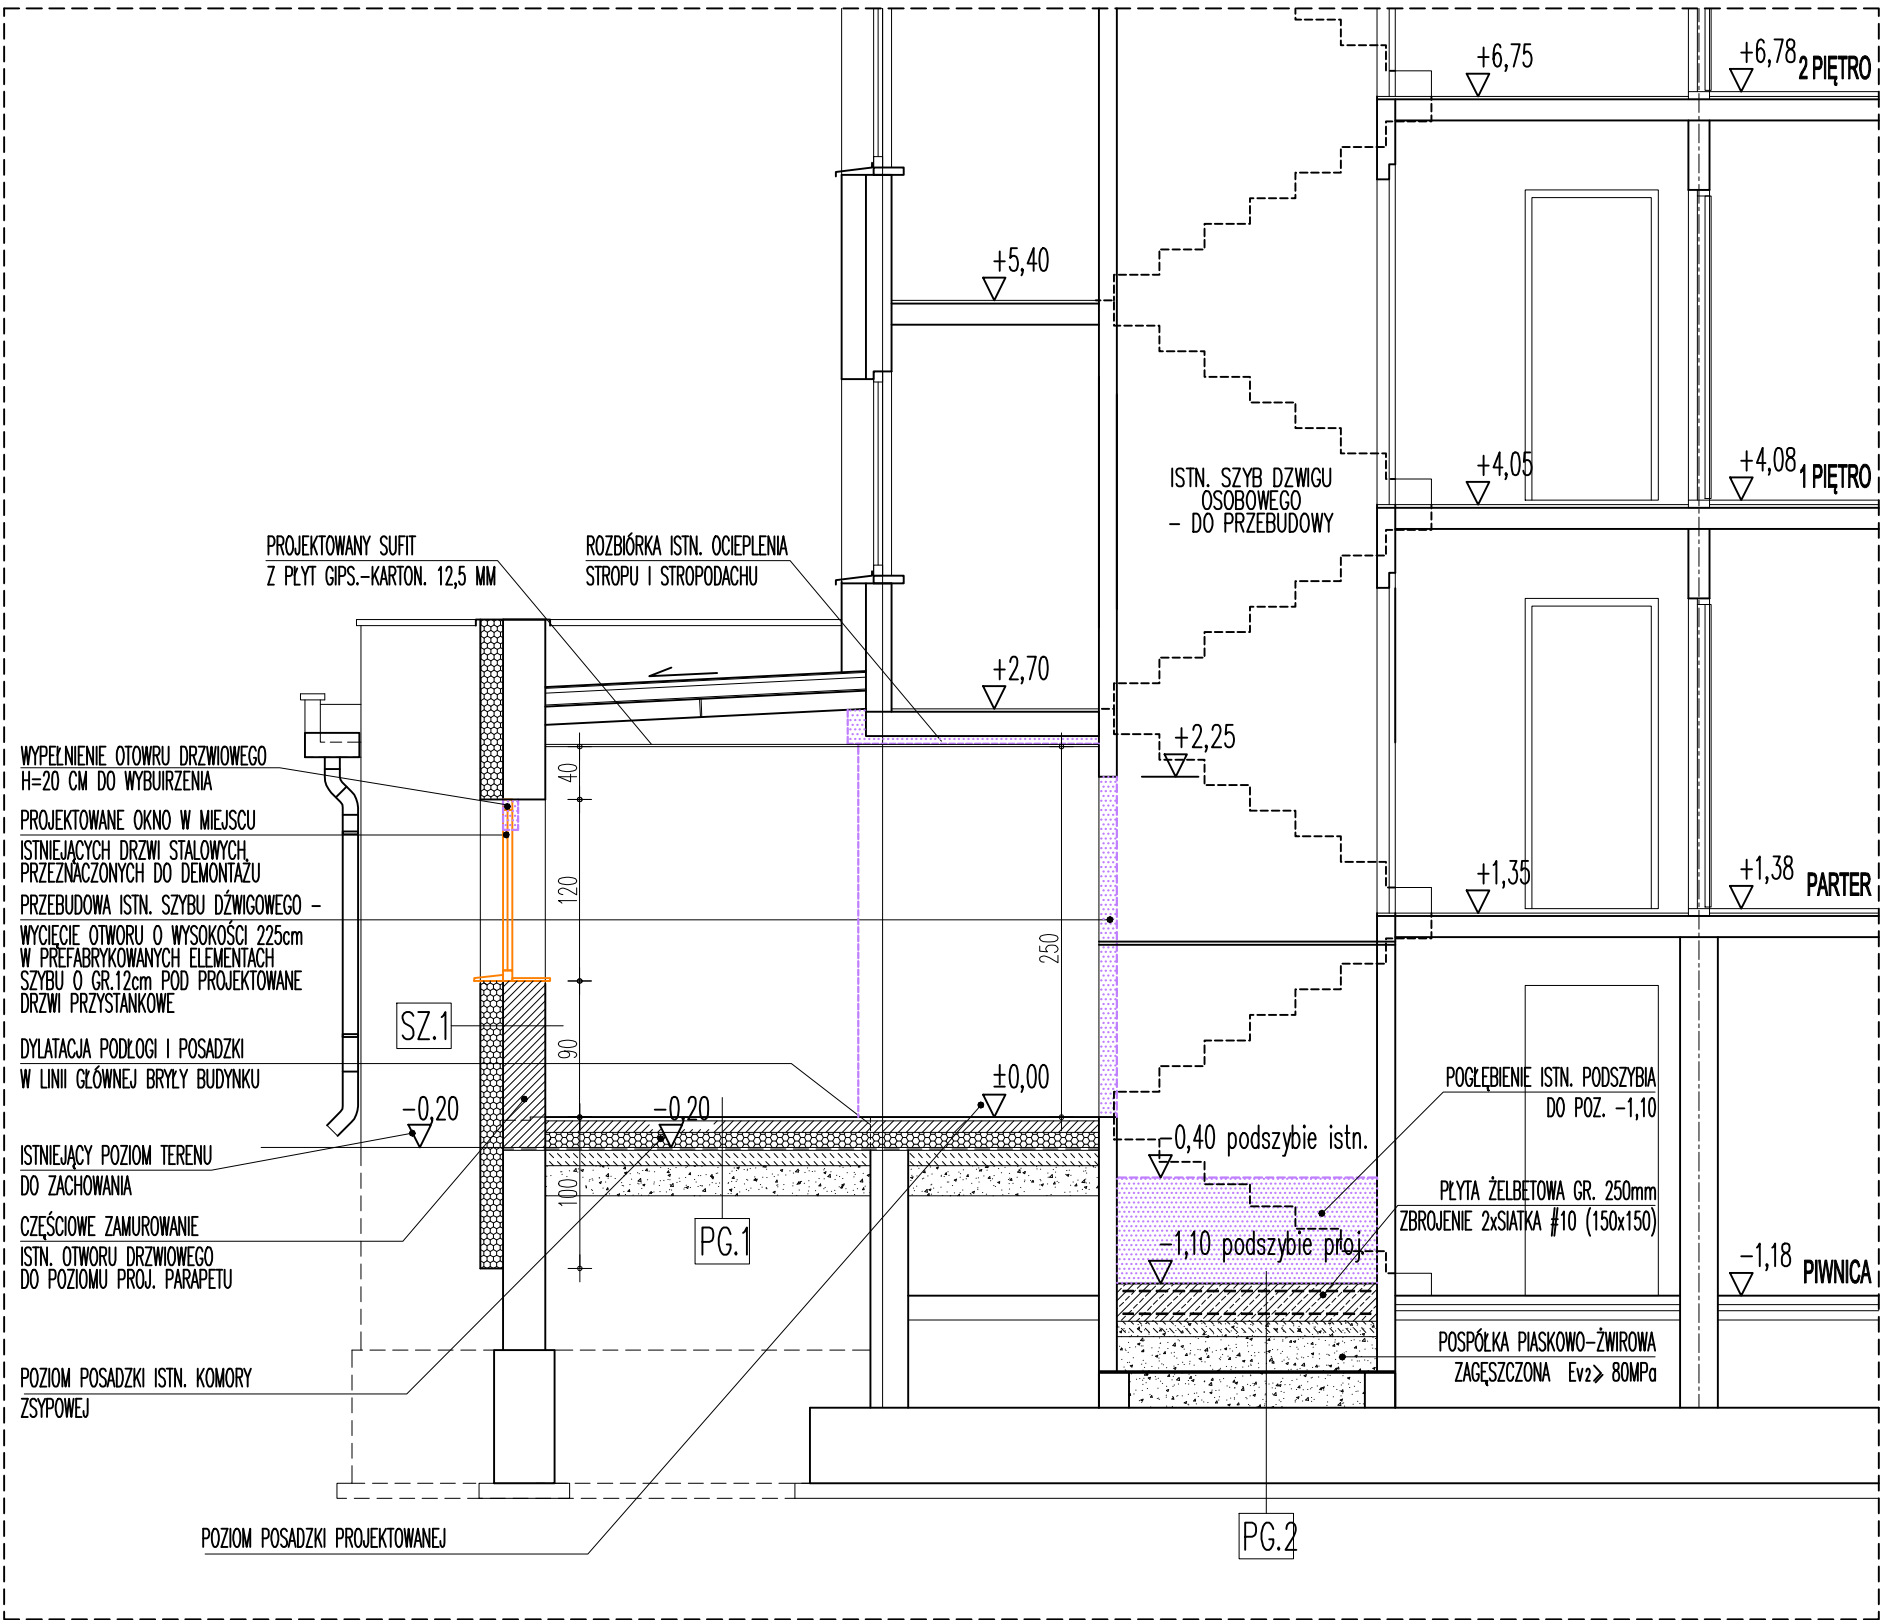 +6,75
+6,78
2 PIĘTRO
+5,40
+4,05
+4,08
1 PIĘTRO
ISTN. SZYB DZWIGU
OSOBOWEGO
- DO PRZEBUDOWY
PROJEKTOWANY SUFIT
Z PŁYT GIPS.-KARTON. 12,5 MM
ROZBIÓRKA ISTN. OCIEPLENIA
STROPU I STROPODACHU
+2,70
+2,25
WYPEŁNIENIE OTOWRU DRZWIOWEGO
H=20 CM DO WYBUIRZENIA
PROJEKTOWANE OKNO W MIEJSCU
ISTNIEJĄCYCH DRZWI STALOWYCH,
PRZEZNACZONYCH DO DEMONTAŻU
PRZEBUDOWA ISTN. SZYBU DŹWIGOWEGO -
WYCIĘCIE OTWORU O WYSOKOŚCI 225cm
W PREFABRYKOWANYCH ELEMENTACH
SZYBU O GR.12cm POD PROJEKTOWANE
DRZWI PRZYSTANKOWE
40
120
250
90
100
+1,35
+1,38
PARTER
SZ.1
DYLATACJA PODŁOGI I POSADZKI
W LINII GŁÓWNEJ BRYŁY BUDYNKU
-0,20
-0,20
±0,00
POGŁĘBIENIE ISTN. PODSZYBIA
DO POZ. -1,10
-0,40 podszybie istn.
ISTNIEJĄCY POZIOM TERENU
DO ZACHOWANIA
PŁYTA ŻELBETOWA GR. 250mm
ZBROJENIE 2xSIATKA #10 (150x150)
CZĘŚCIOWE ZAMUROWANIE
ISTN. OTWORU DRZWIOWEGO
DO POZIOMU PROJ. PARAPETU
PG.1
-1,10 podszybie proj.
-1,18
PIWNICA
POSPÓŁKA PIASKOWO-ŻWIROWA
ZAGĘSZCZONA Ev2≥ 80MPa
POZIOM POSADZKI ISTN. KOMORY
ZSYPOWEJ
POZIOM POSADZKI PROJEKTOWANEJ
PG.2